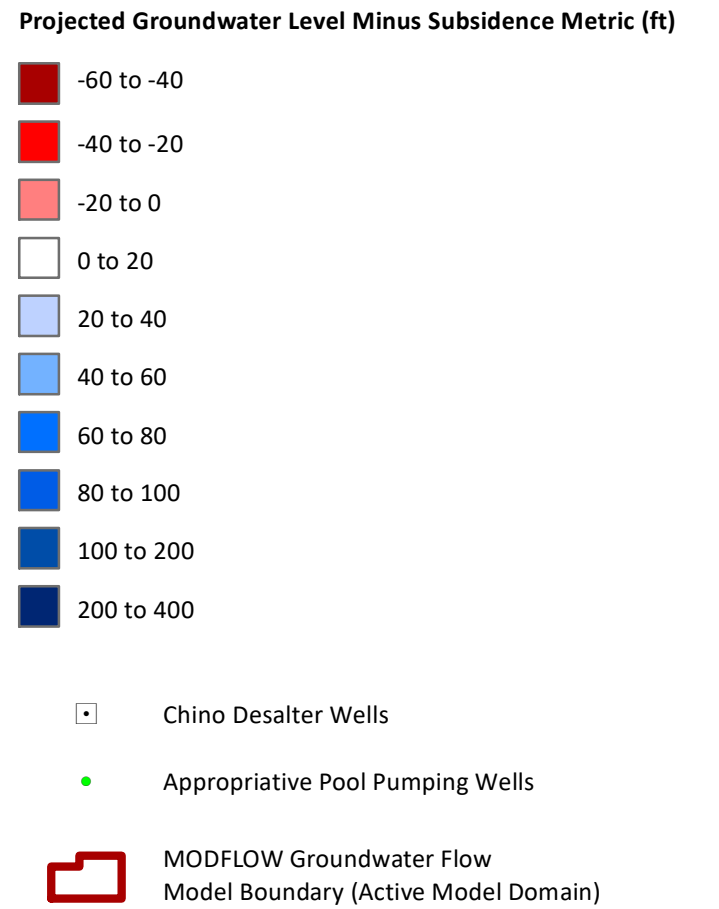 Projected Groundwater Level Minus Subsidence Metric (ft)
-60 to -40
-40 to -20
-20 to 0
0 to 20
20 to 40
40 to 60
60 to 80
80 to 100
100 to 200
200 to 400
Chino Desalter Wells
Appropriative Pool Pumping Wells
MODFLOW Groundwater Flow
Model Boundary (Active Model Domain)